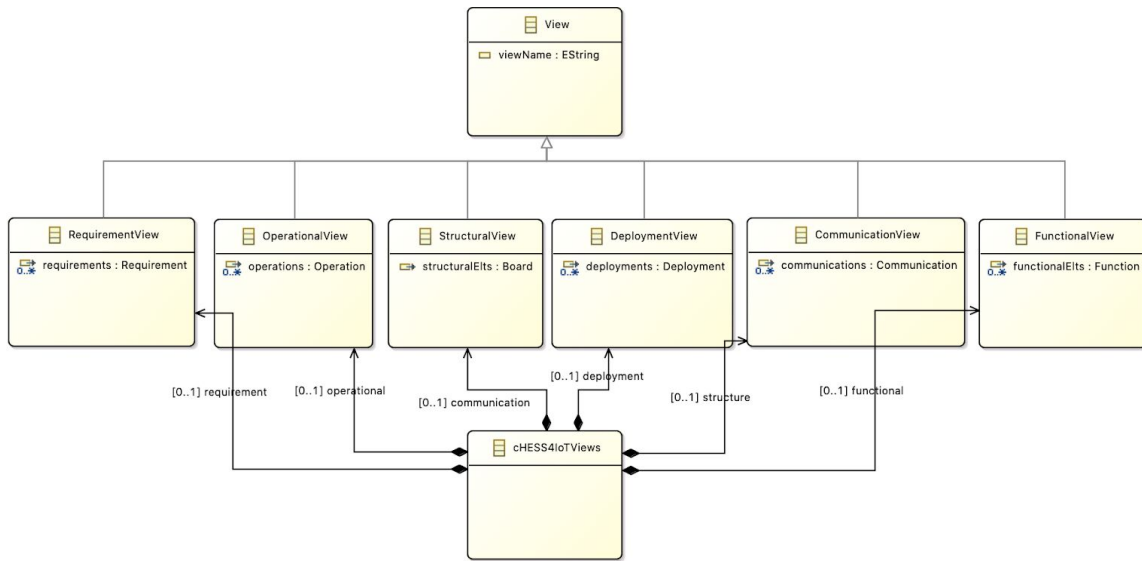 View
viewName : EString
RequirementView
OperationalView
StructuralView
DeploymentView
CommunicationView
FunctionalView
0..* requirements : Requirement
0..* operations : Operation
structuralElts : Board
0..* deployments : Deployment
0..* communications : Communication
0..* functionalElts : Function
[0..1] requirement
[0..1] operational
[0..1] communication
[0..1] deployment
[0..1] structure
[0..1] functional
cHESS4IoTViews